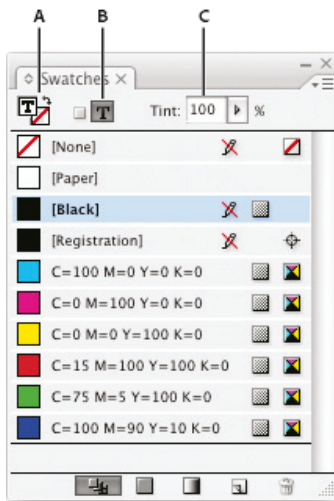 A B C
Swatches
T T Tint: 100 %
[None]
[Paper]
[Black]
[Registration]
C=100 M=0 Y=0 K=0
C=0 M=100 Y=0 K=0
C=0 M=0 Y=100 K=0
C=15 M=100 Y=100 K=0
C=75 M=5 Y=100 K=0
C=100 M=90 Y=10 K=0